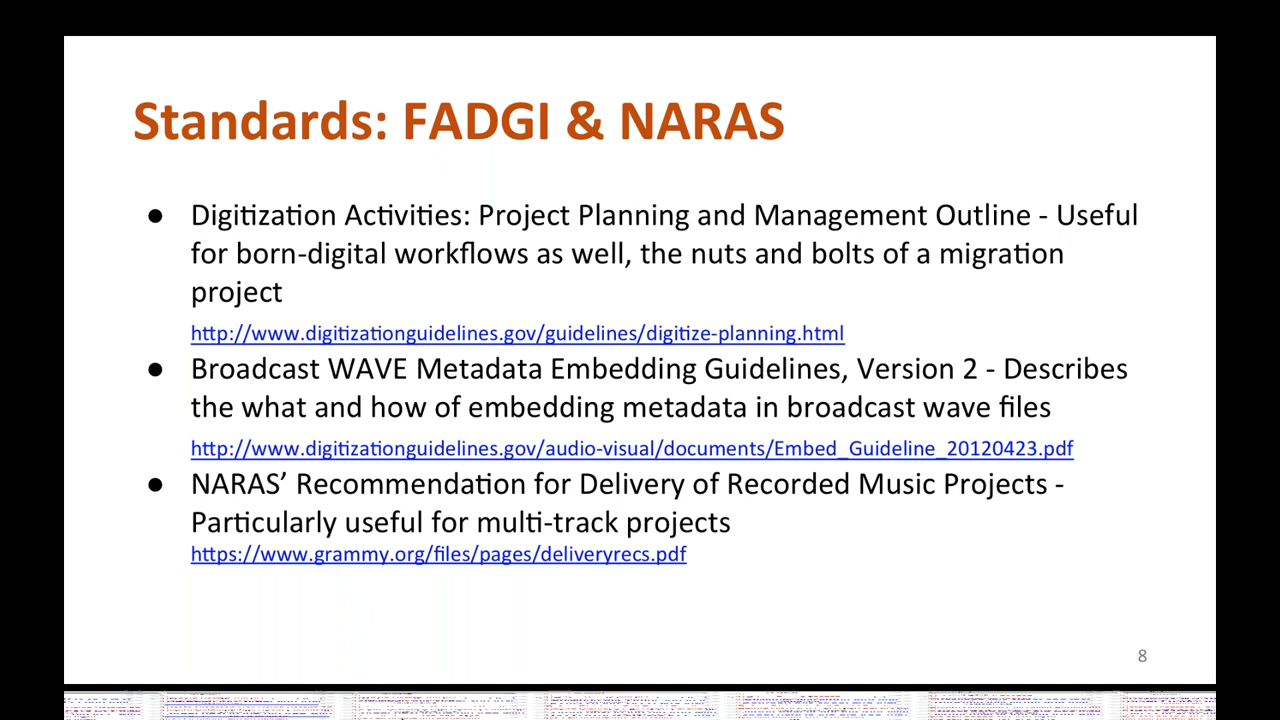 Standards: FADGI & NARAS
● Digitization Activities: Project Planning and Management Outline - Useful
for born-digital workflows as well, the nuts and bolts of a migration
project
http://www.digitizationguidelines.gov/guidelines/digitize-planning.html
● Broadcast WAVE Metadata Embedding Guidelines, Version 2 - Describes
the what and how of embedding metadata in broadcast wave files
http://www.digitizationguidelines.gov/audio-visual/documents/Embed_Guideline_20120423.pdf
● NARAS’ Recommendation for Delivery of Recorded Music Projects -
Particularly useful for multi-track projects
https://www.grammy.org/files/pages/deliveryrecs.pdf
8